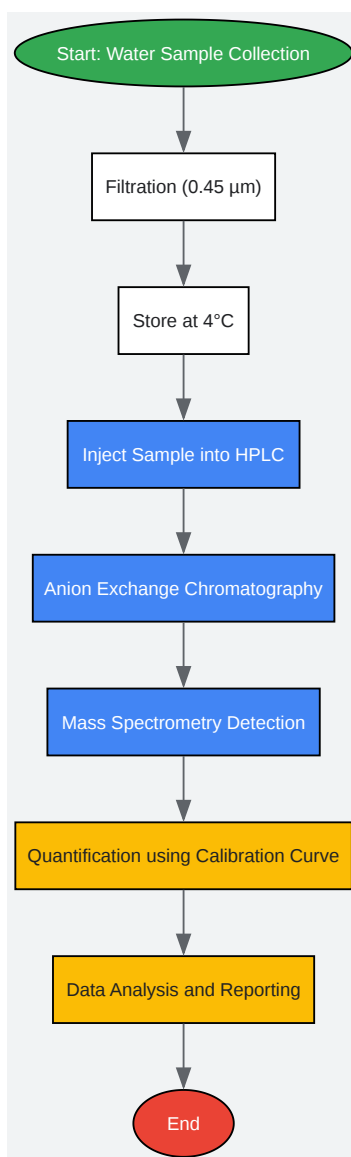 Start: Water Sample Collection
Filtration (0.45 µm)
Store at 4°C
Inject Sample into HPLC
Anion Exchange Chromatography
Mass Spectrometry Detection
Quantification using Calibration Curve
Data Analysis and Reporting
End